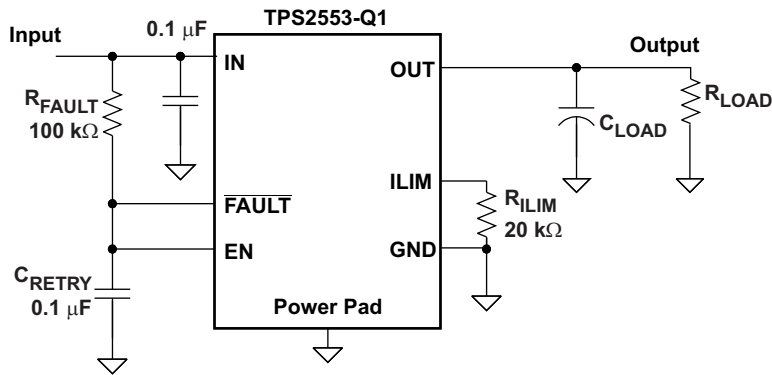 TPS2553-Q1
Input
0.1 μF
IN
OUT
Output
R_FAULT
100 kΩ
R_LOAD
C_LOAD
ILIM
FAULT
R_ILIM
20 kΩ
EN
GND
C_RETRY
0.1 μF
Power Pad